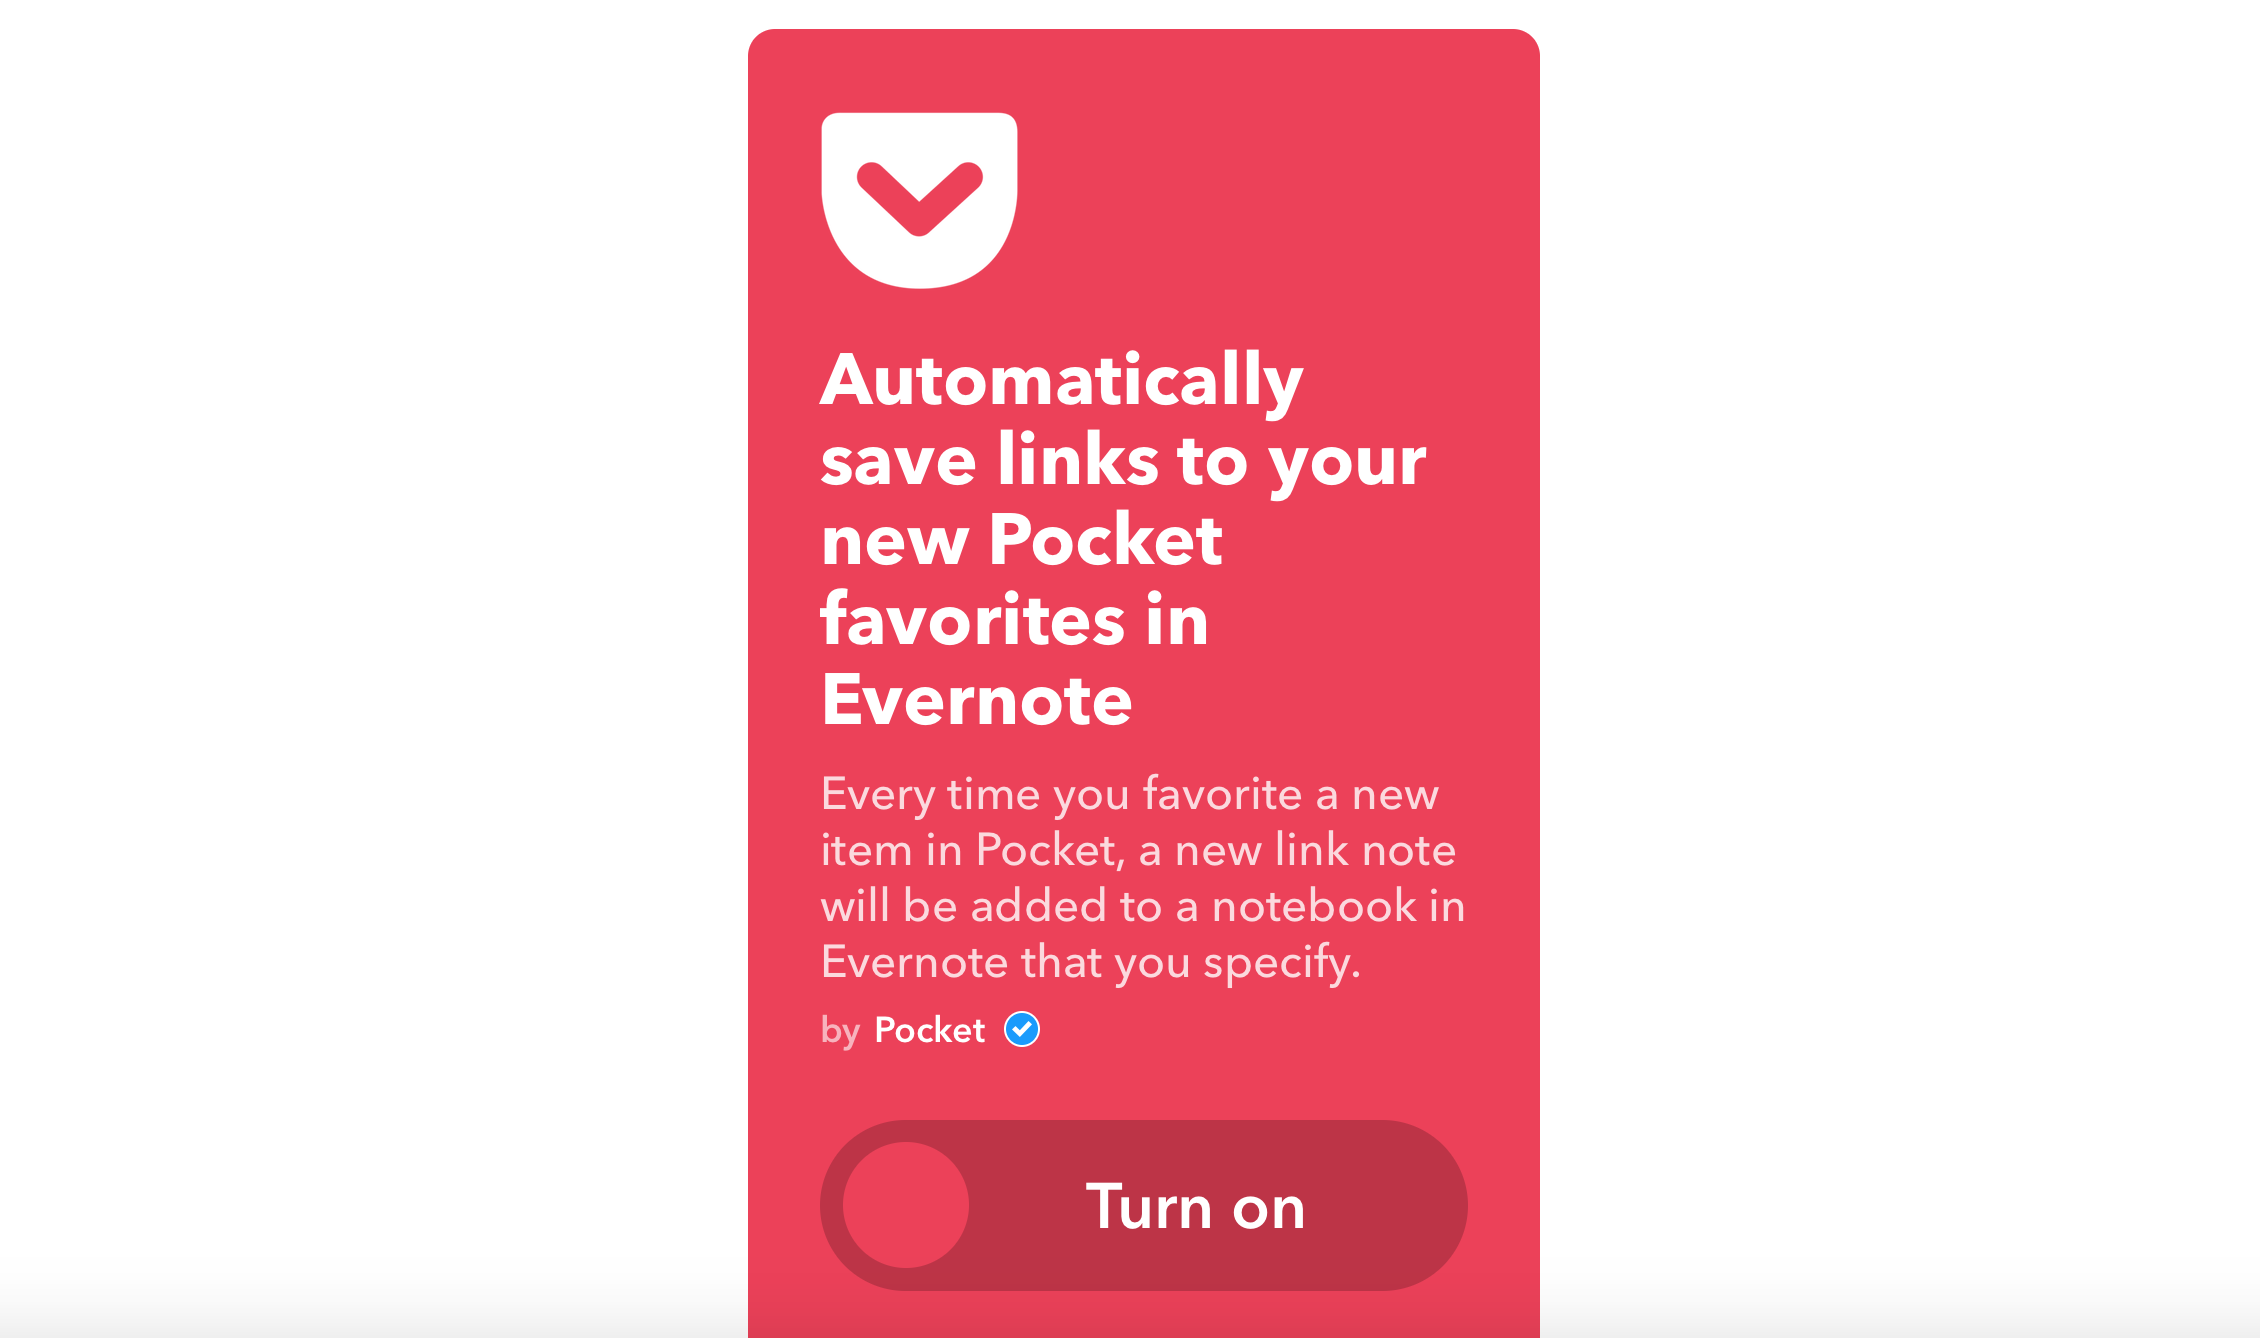 Automatically
save links to your
new Pocket
favorites in
Evernote
Every time you favorite a new
item in Pocket, a new link note
will be added to a notebook in
Evernote that you specify.
by Pocket
Turn on